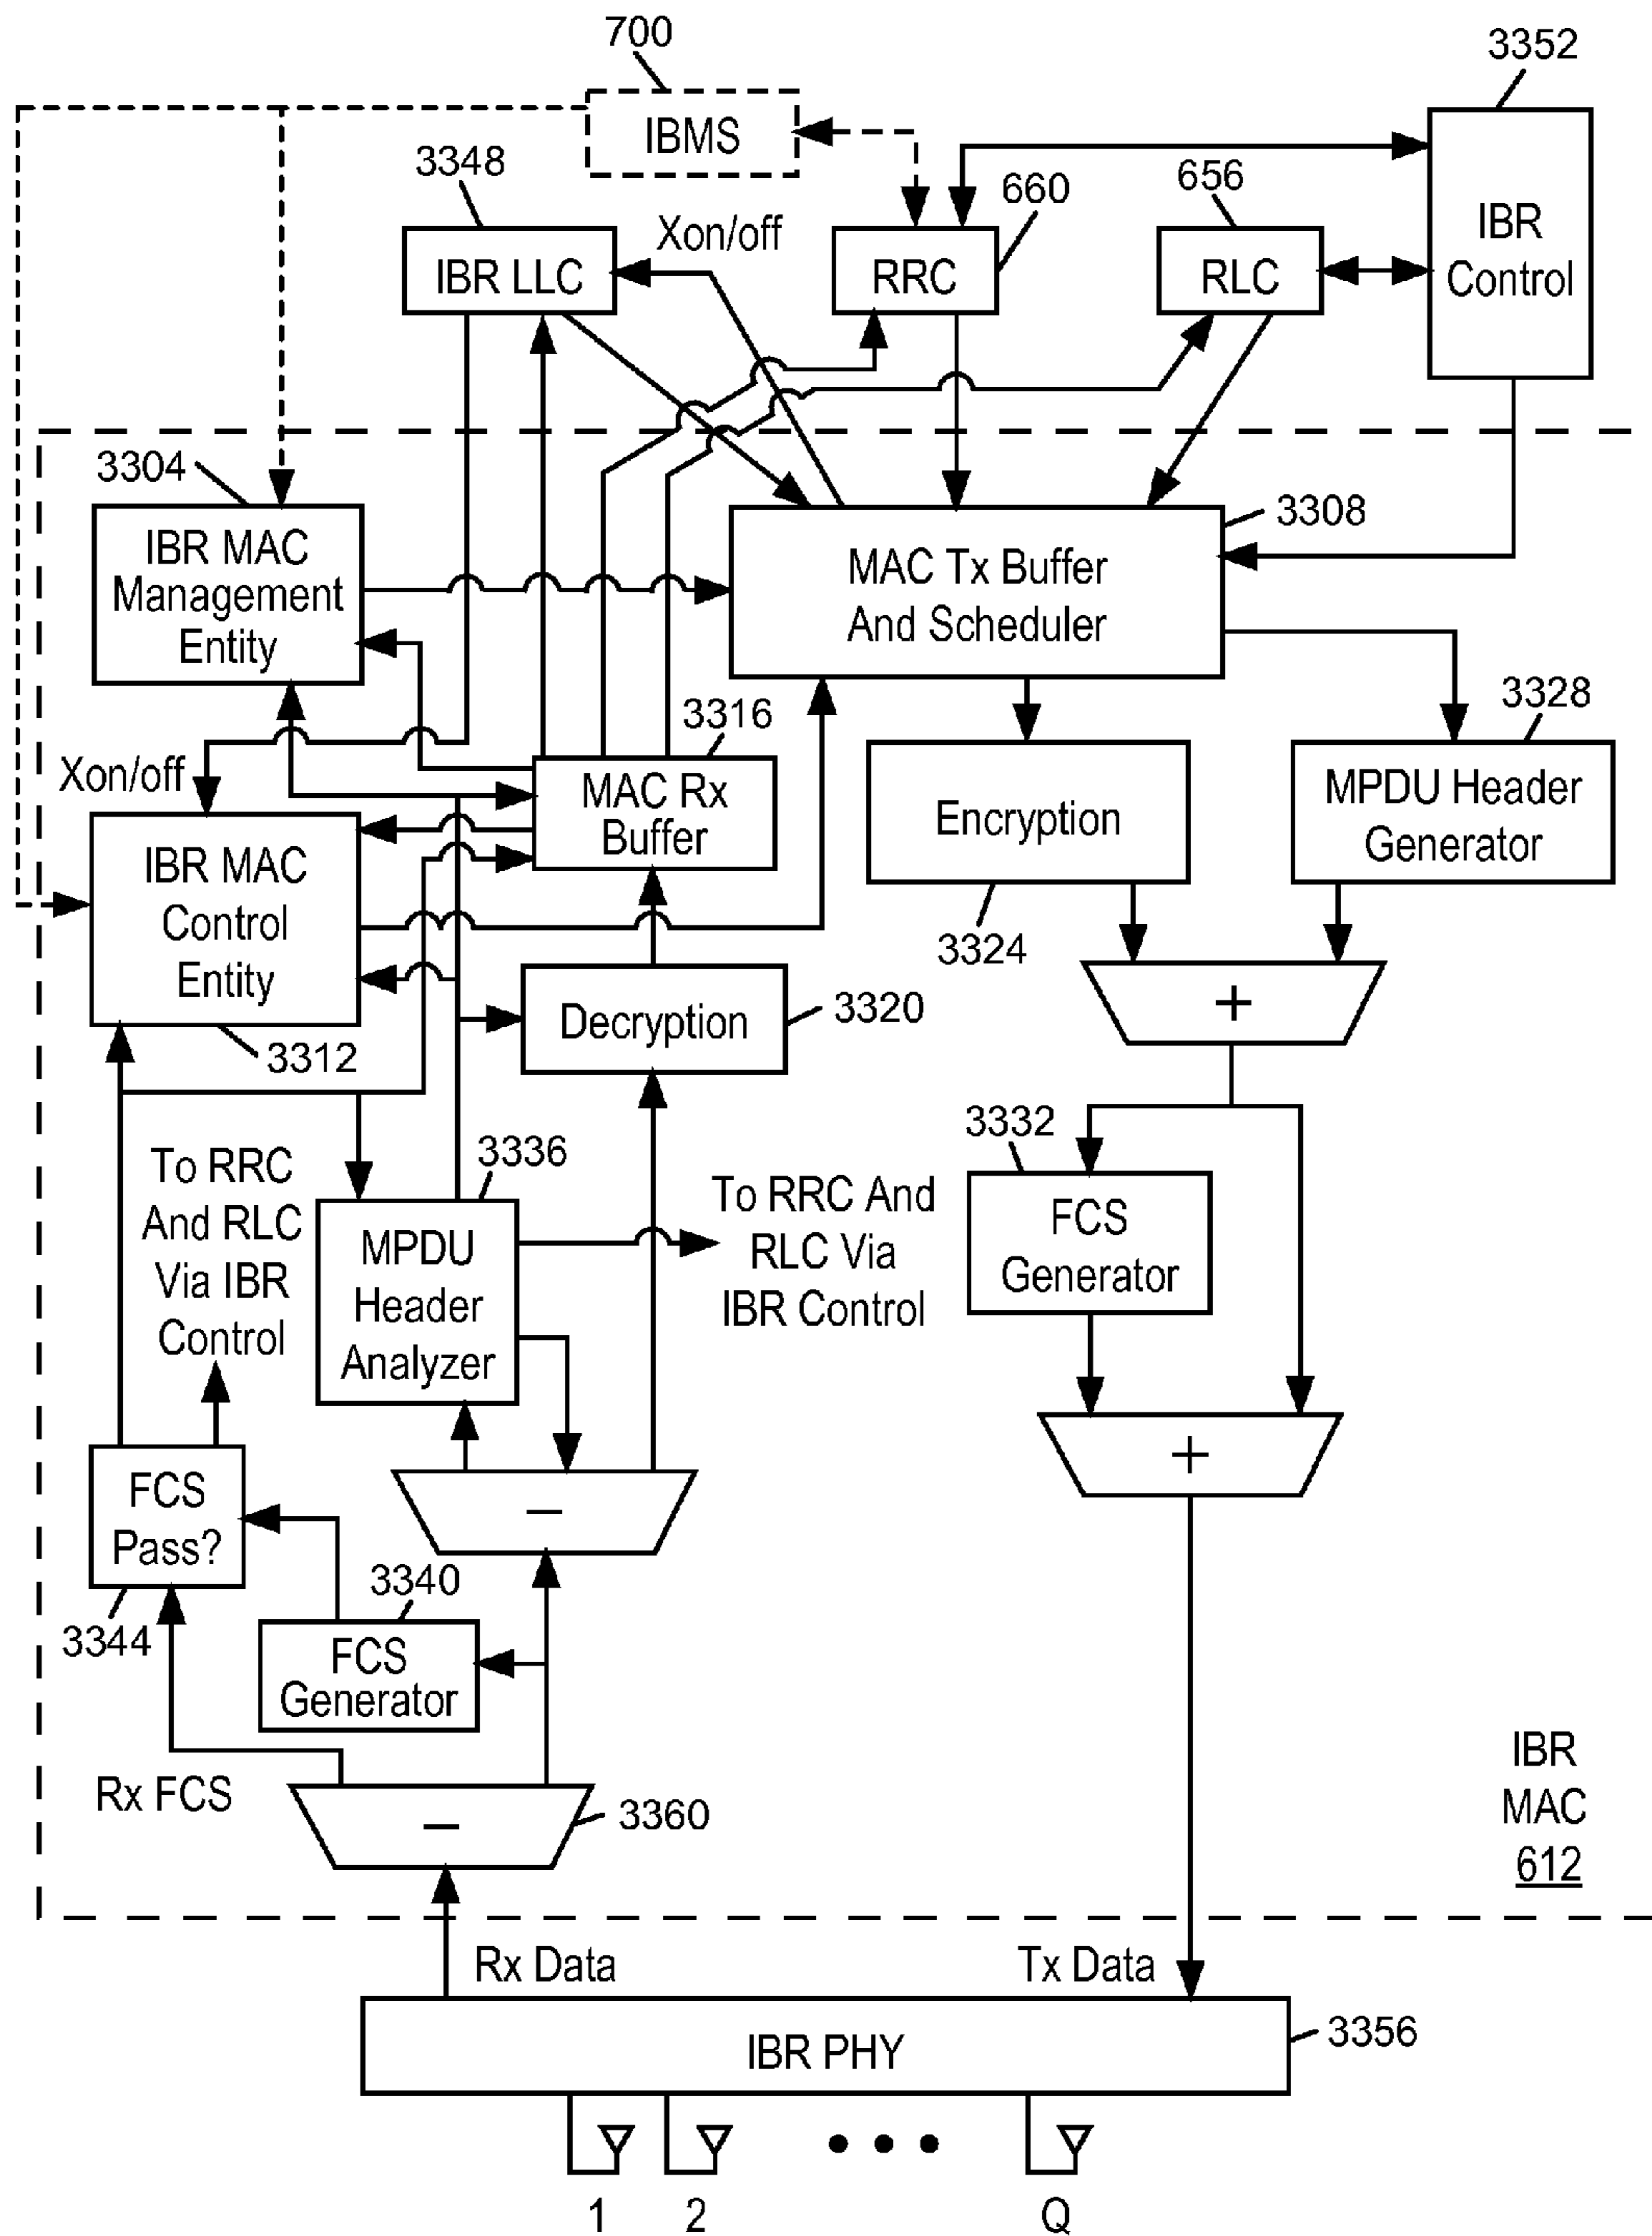 700
3352
IBMS
3348
656
660
Xon/off
IBR
Control
IBR LLC
RRC
RLC
3304
3308
IBR MAC
Management
Entity
MAC Tx Buffer
And Scheduler
3316
3328
Xon/off
MAC Rx
Buffer
Encryption
MPDU Header
Generator
IBR MAC
Control
Entity
3324
Decryption
3320
+
3312
3332
3336
To RRC
And RLC
Via IBR
Control
To RRC And
RLC Via
IBR Control
MPDU
Header
Analyzer
FCS
Generator
+
FCS
Pass?
–
3340
3344
FCS
Generator
Rx FCS
–
3360
IBR
MAC
612
Rx Data
Tx Data
IBR PHY
3356
1
2
Q